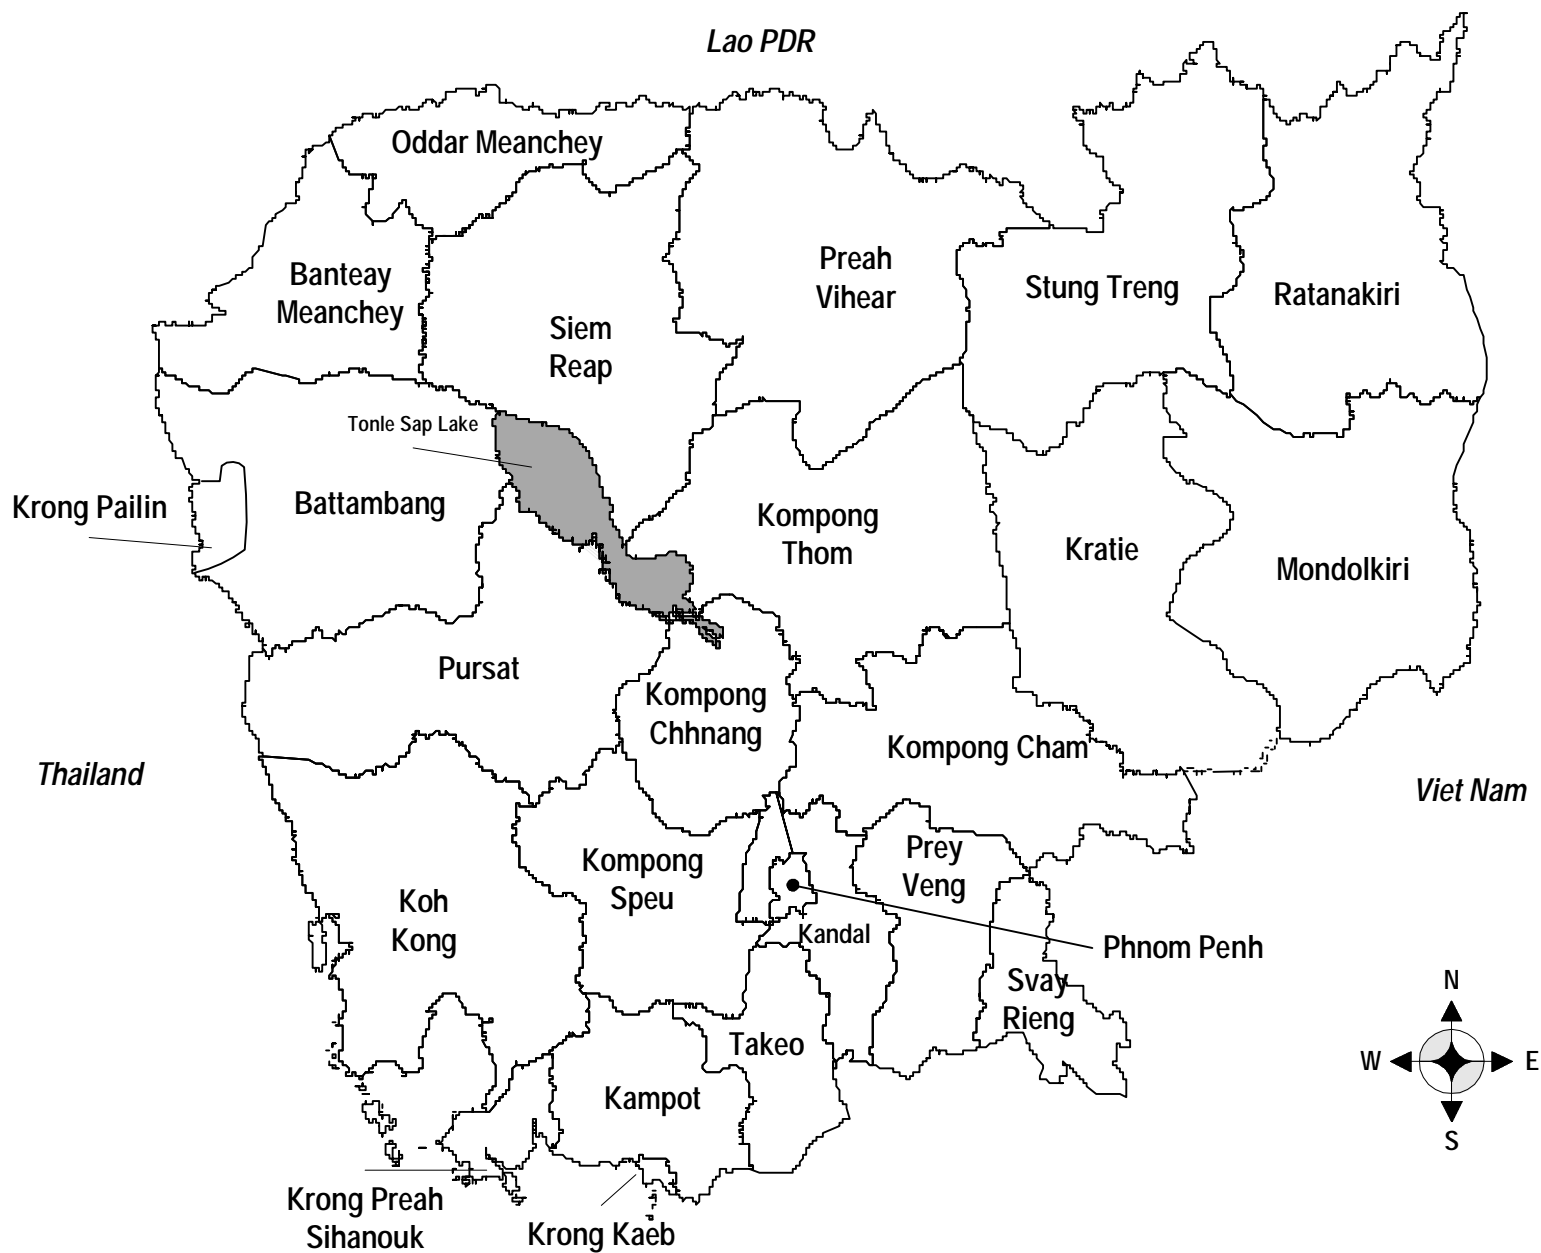 Lao PDR
Oddar Meanchey
Banteay
Meanchey
Siem
Reap
Preah
Vihear
Stung Treng
Ratanakiri
Tonle Sap Lake
Krong Pailin
Battambang
Kompong
Thom
Kratie
Mondolkiri
Pursat
Kompong
Chhnang
Kompong Cham
Thailand
Viet Nam
Kompong
Speu
Prey
Veng
Koh
Kong
Kandal
Phnom Penh
Svay
Rieng
Takeo
Kampot
Krong Preah
Sihanouk
Krong Kaeb
N
W
E
S